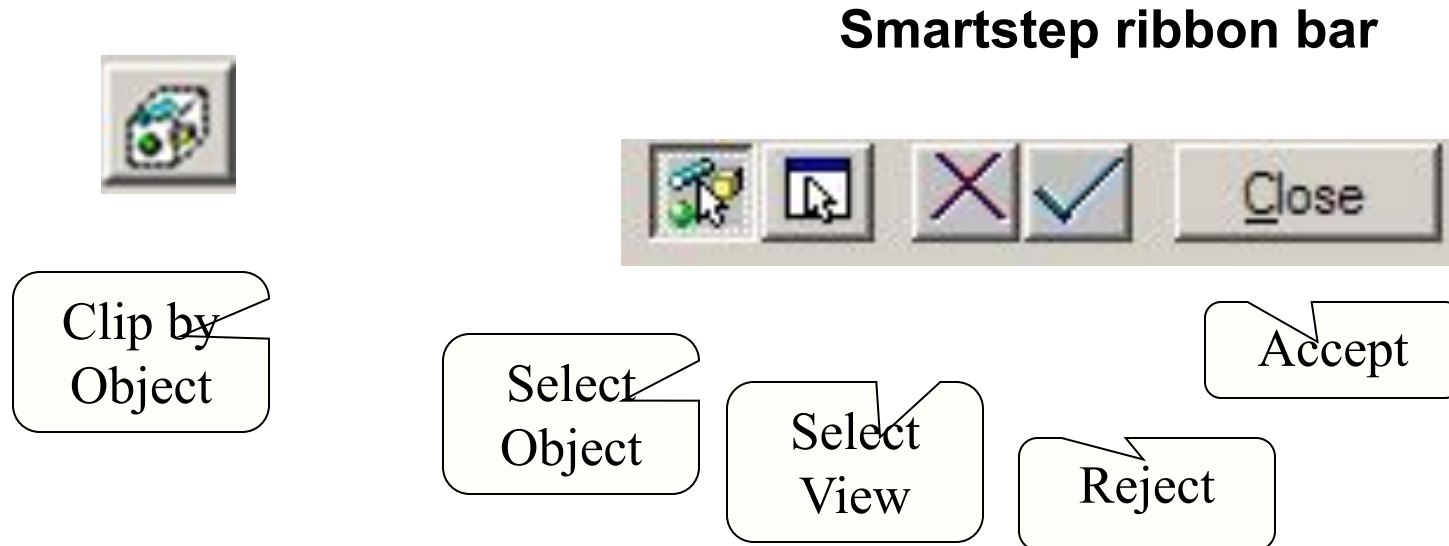 Smartstep ribbon bar
Close
Clip by
Object
Select
Object
Select
View
Reject
Accept